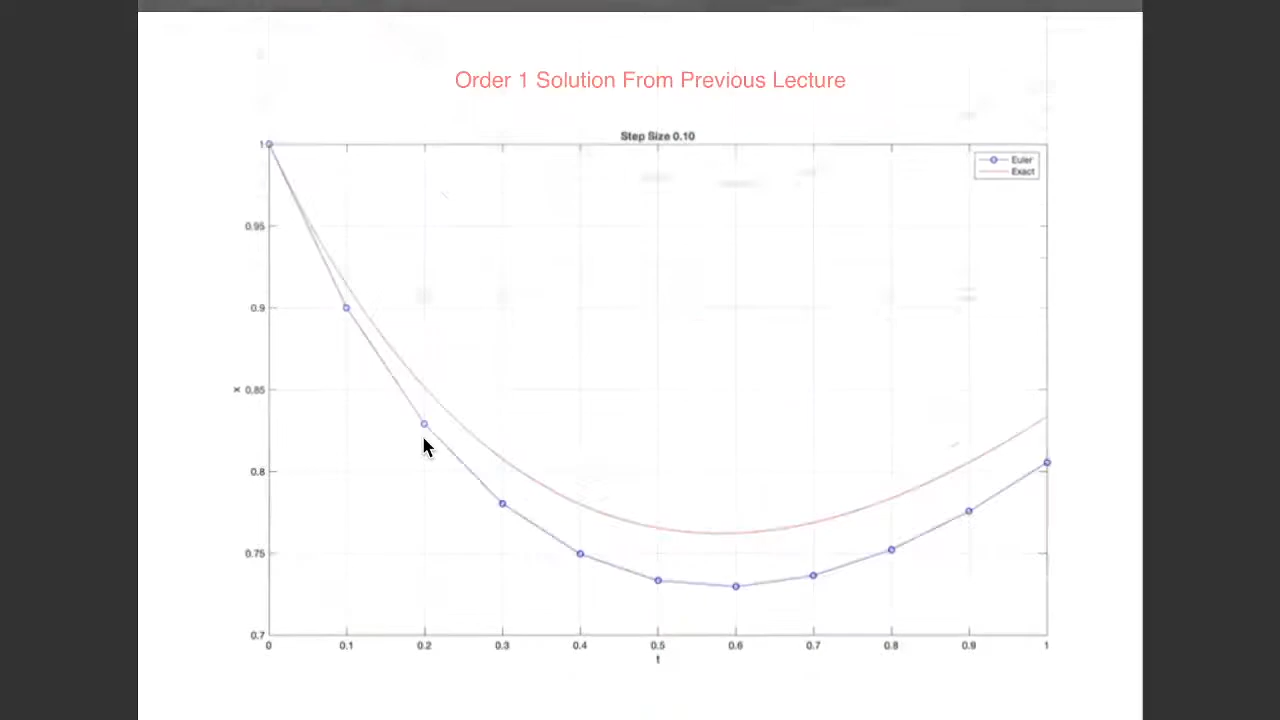 Order 1 Solution From Previous Lecture
Step Size 0.10
Euler
Exact
1
0.95
0.9
x
0.85
0.8
0.75
0.7
0 0.1 0.2 0.3 0.4 0.5 0.6 0.7 0.8 0.9 1
t